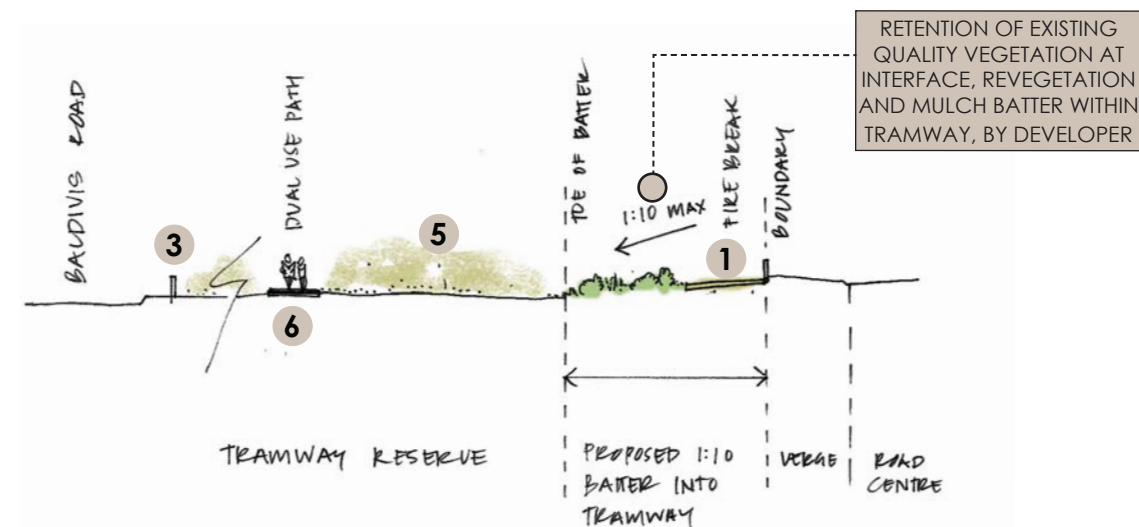 RETENTION OF EXISTING
QUALITY VEGETATION AT
INTERFACE, REVEGETATION
AND MULCH BATTER WITHIN
TRAMWAY, BY DEVELOPER
BALDIVIS ROAD
DUAL USE PATH
TOE OF BATTER
1:10 MAX
FIRE BREAK
BOUNDARY
3
5
1
6
TRAMWAY RESERVE
PROPOSED 1:10
BATTER INTO
TRAMWAY
VERGE
ROAD
CENTRE